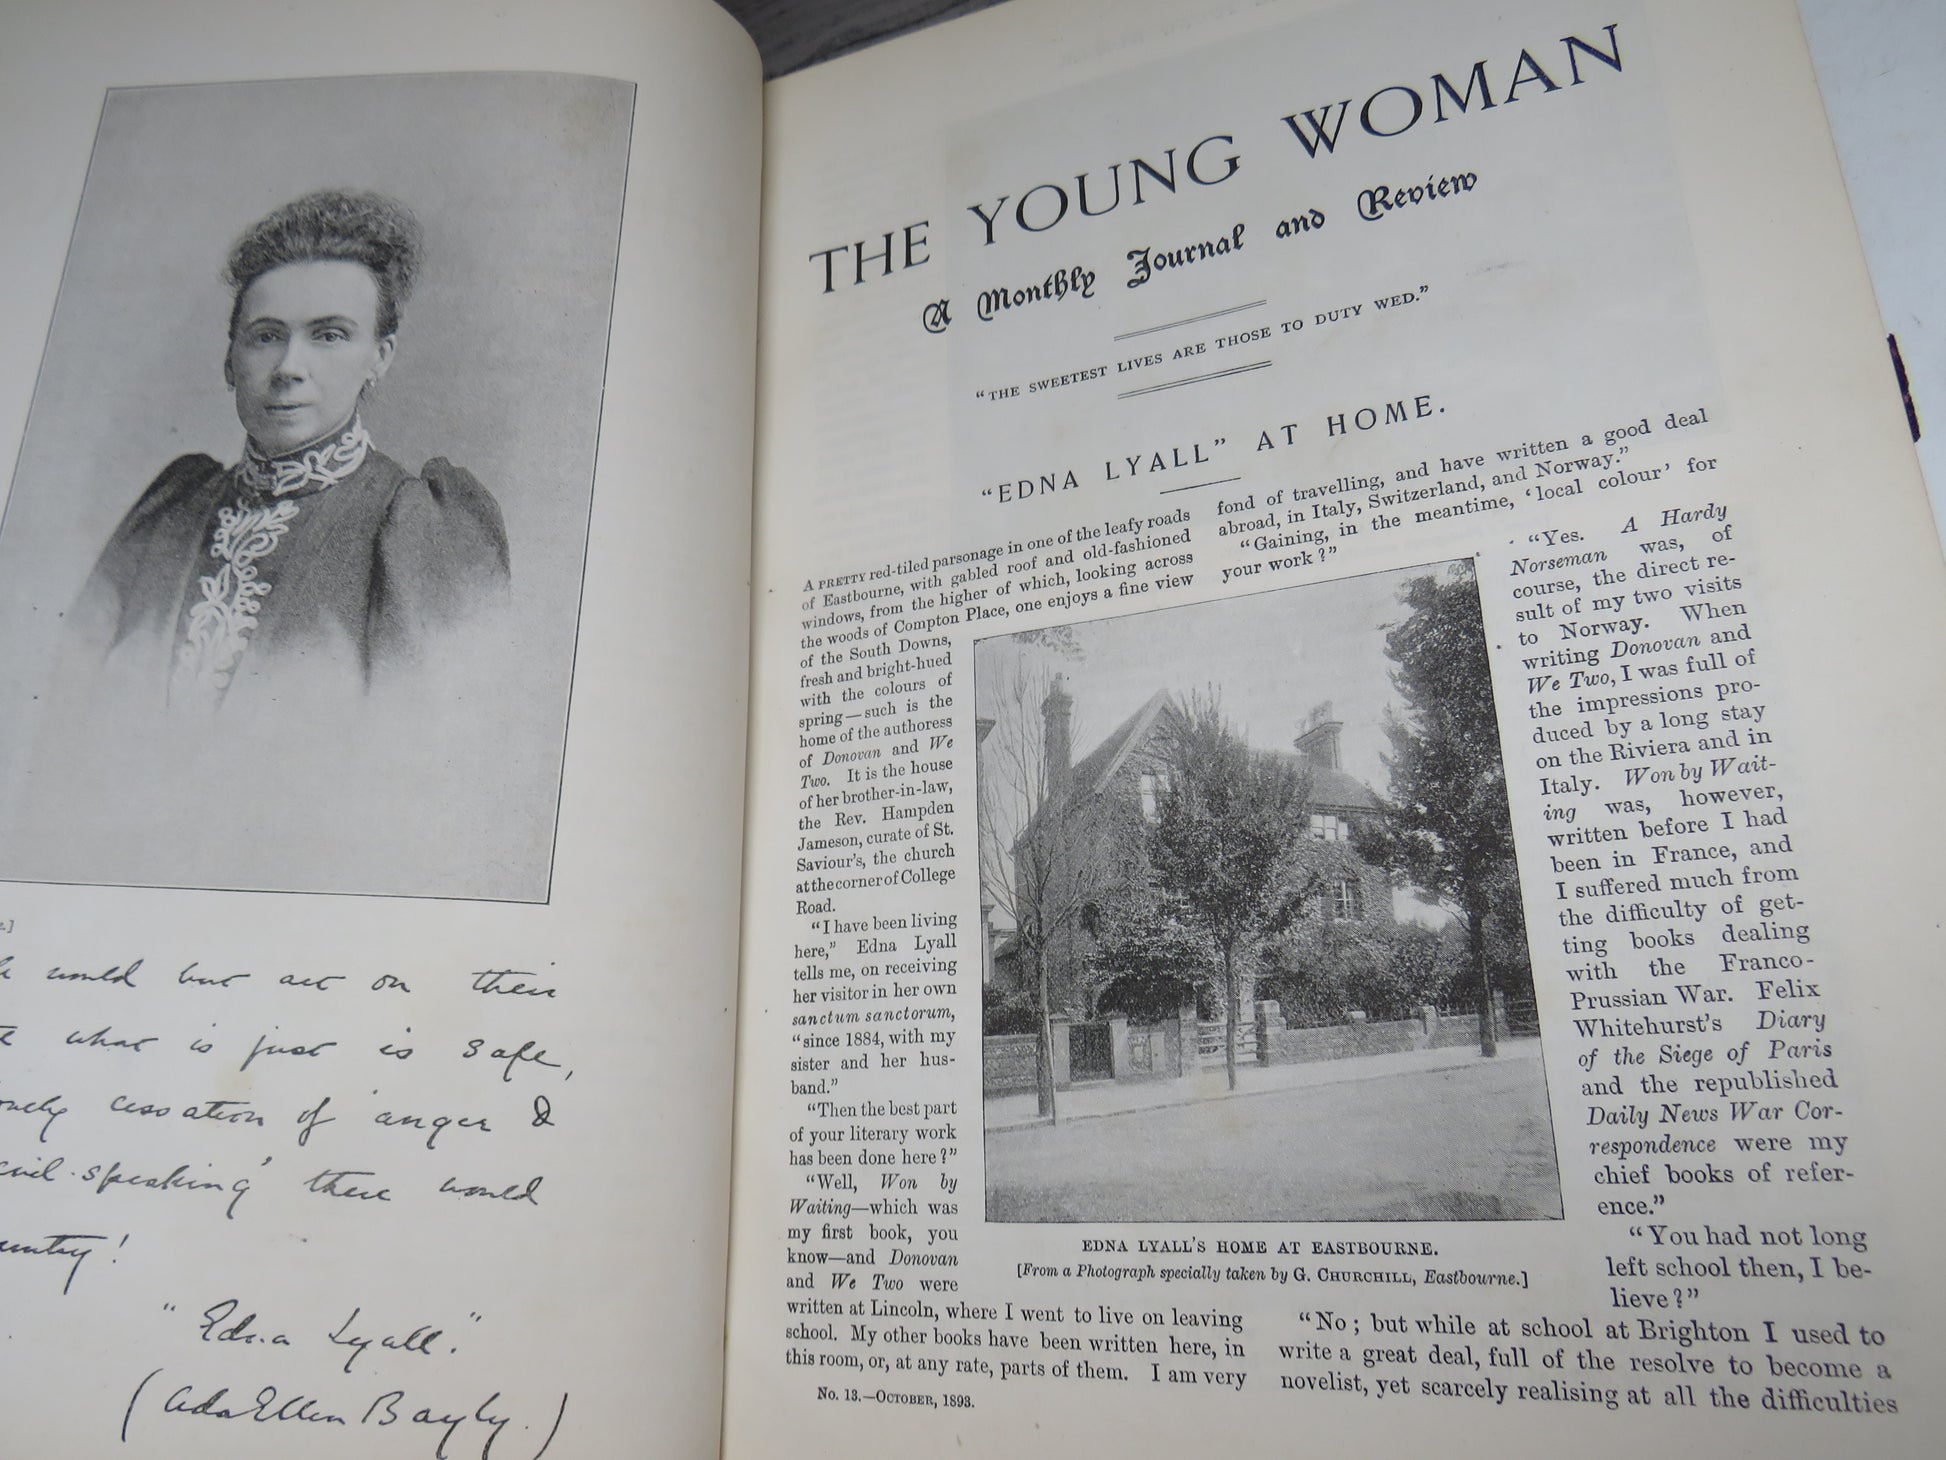 would but act on their
what is just is safe,
cessation of 'anger &
evil-speaking' there would
country!
"Edna Lyall."
(Ada Ellen Bayly.)
THE YOUNG WOMAN
A Monthly Journal and Review
"THE SWEETEST LIVES ARE THOSE TO DUTY WED."
"EDNA LYALL" AT HOME.
A PRETTY red-tiled parsonage in one of the leafy roads
of Eastbourne, with gabled roof and old-fashioned
windows, from the higher of which, looking across
the woods of Compton Place, one enjoys a fine view
of the South Downs,
fresh and bright-hued
with the colours of
spring—such is the
home of the authoress
of Donovan and We
Two. It is the house
of her brother-in-law,
the Rev. Hampden
Jameson, curate of St.
Saviour's, the church
at the corner of College
Road.
"I have been living
here," Edna Lyall
tells me, on receiving
her visitor in her own
sanctum sanctorum,
"since 1884, with my
sister and her hus-
band."
"Then the best part
of your literary work
has been done here?"
"Well, Won by
Waiting—which was
my first book, you
know—and Donovan
and We Two were
written at Lincoln, where I went to live on leaving
school. My other books have been written here, in
this room, or, at any rate, parts of them. I am very
No. 13.—OCTOBER, 1893.
fond of travelling, and have written a good deal
abroad, in Italy, Switzerland, and Norway."
"Gaining, in the meantime, 'local colour' for
your work?"
"Yes. A Hardy
Norseman was, of
course, the direct re-
sult of my two visits
to Norway. When
writing Donovan and
We Two, I was full of
the impressions pro-
duced by a long stay
on the Riviera and in
Italy. Won by Wait-
ing was, however,
written before I had
been in France, and
I suffered much from
the difficulty of get-
ting books dealing
with the Franco-
Prussian War. Felix
Whitehurst's Diary
of the Siege of Paris
and the republished
Daily News War Cor-
respondence were my
chief books of refer-
ence."
"You had not long
left school then, I be-
lieve?"
EDNA LYALL'S HOME AT EASTBOURNE.
[From a Photograph specially taken by G. CHURCHILL, Eastbourne.]
"No; but while at school at Brighton I used to
write a great deal, full of the resolve to become a
novelist, yet scarcely realising at all the difficulties